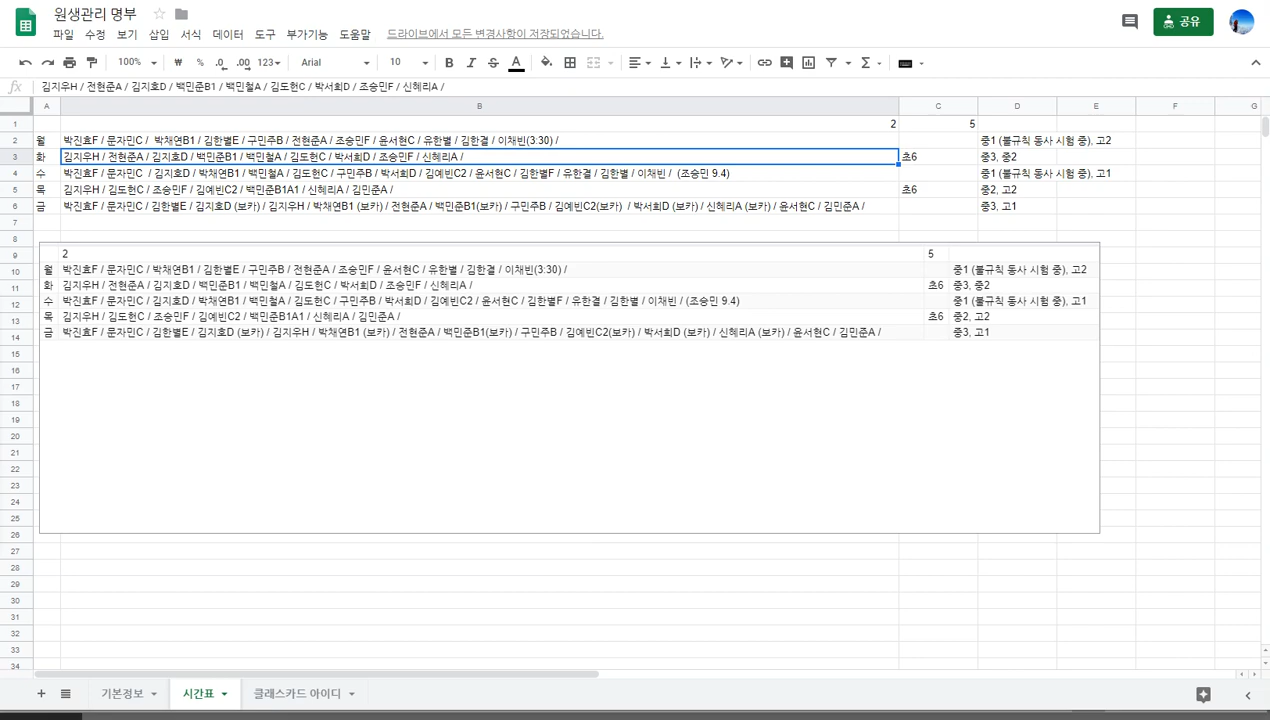 원생관리 명부
파일 수정 보기 삽입 서식 데이터 도구 부가기능 도움말 드라이브에서 모든 변경사항이 저장되었습니다.
공유
100% ₩ % .0 .00 123 Arial 10 B I S A
fx 김지우H / 전현준A / 김지호D / 백민준B1 / 백민철A / 김도헌C / 박서희D / 조승민F / 신혜리A /
A B C D E F G
1 2 5
2 월 박진효F / 문자민C / 박채연B1 / 김한별E / 구민주B / 전현준A / 조승민F / 윤서현C / 유한별 / 김한결 / 이채빈(3:30) / 중1 (불규칙 동사 시험 중), 고2
3 화 김지우H / 전현준A / 김지호D / 백민준B1 / 백민철A / 김도헌C / 박서희D / 조승민F / 신혜리A / 초6 중3, 중2
4 수 박진효F / 문자민C / 김지호D / 박채연B1 / 백민철A / 김도헌C / 구민주B / 박서희D / 김예빈C2 / 윤서현C / 김한별F / 유한결 / 김한별 / 이채빈 / (조승민 9.4) 중1 (불규칙 동사 시험 중), 고1
5 목 김지우H / 김도헌C / 조승민F / 김예빈C2 / 백민준B1A1 / 신혜리A / 김민준A / 초6 중2, 고2
6 금 박진효F / 문자민C / 김한별E / 김지호D (보카) / 김지우H / 박채연B1 (보카) / 전현준A / 백민준B1(보카) / 구민주B / 김예빈C2(보카) / 박서희D (보카) / 신혜리A (보카) / 윤서현C / 김민준A / 중3, 고1
7
8
9 2 5
10 월 박진효F / 문자민C / 박채연B1 / 김한별E / 구민주B / 전현준A / 조승민F / 윤서현C / 유한별 / 김한결 / 이채빈(3:30) / 중1 (불규칙 동사 시험 중), 고2
11 화 김지우H / 전현준A / 김지호D / 백민준B1 / 백민철A / 김도헌C / 박서희D / 조승민F / 신혜리A / 초6 중3, 중2
12 수 박진효F / 문자민C / 김지호D / 박채연B1 / 백민철A / 김도헌C / 구민주B / 박서희D / 김예빈C2 / 윤서현C / 김한별F / 유한결 / 김한별 / 이채빈 / (조승민 9.4) 중1 (불규칙 동사 시험 중), 고1
13 목 김지우H / 김도헌C / 조승민F / 김예빈C2 / 백민준B1A1 / 신혜리A / 김민준A / 초6 중2, 고2
14 금 박진효F / 문자민C / 김한별E / 김지호D (보카) / 김지우H / 박채연B1 (보카) / 전현준A / 백민준B1(보카) / 구민주B / 김예빈C2(보카) / 박서희D (보카) / 신혜리A (보카) / 윤서현C / 김민준A / 중3, 고1
15
16
17
18
19
20
21
22
23
24
25
26
27
28
29
30
31
32
33
34
기본정보 시간표 클래스카드 아이디